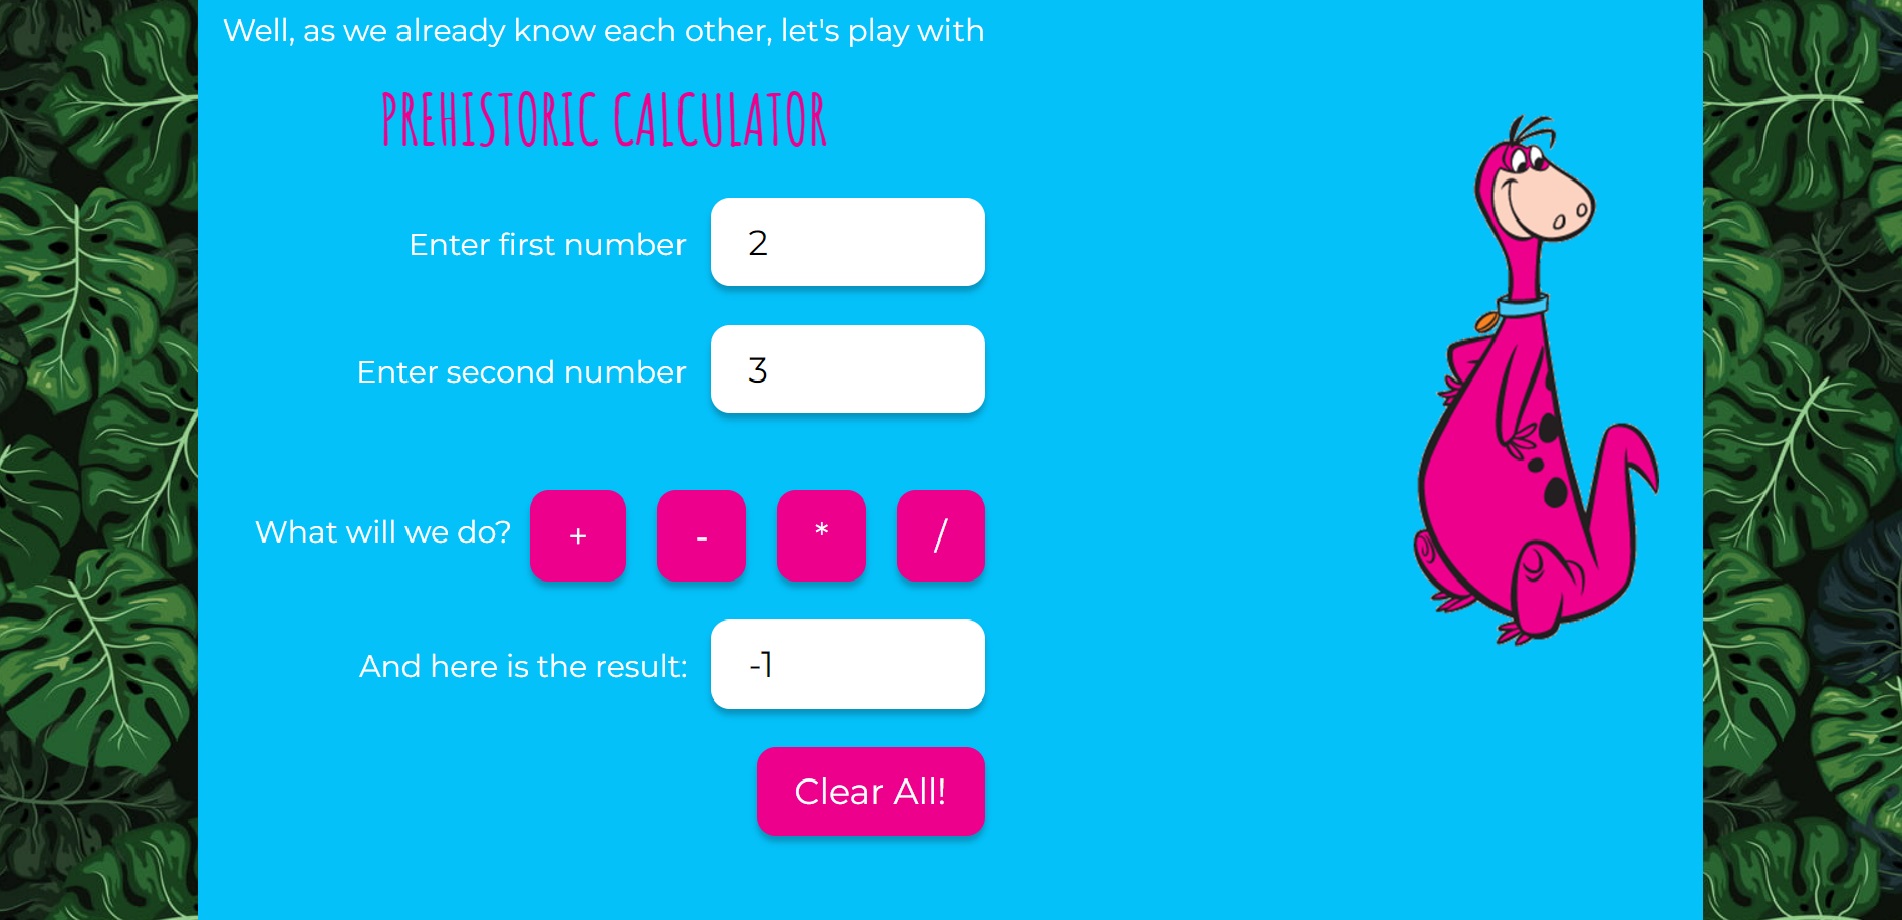 Well, as we already know each other, let's play with
PREHISTORIC CALCULATOR
Enter first number 2
Enter second number 3
What will we do? + - * /
And here is the result: -1
Clear All!